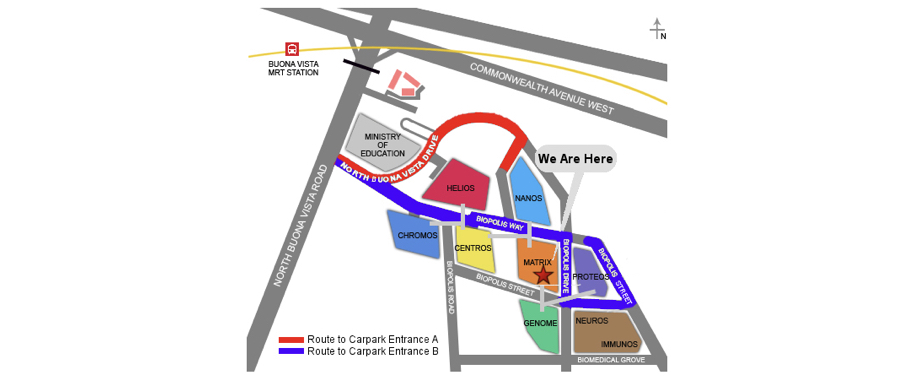 N
BUONA VISTA
MRT STATION
COMMONWEALTH AVENUE WEST
MINISTRY
OF
EDUCATION
NORTH BUONA VISTA DRIVE
We Are Here
NORTH BUONA VISTA ROAD
HELIOS
NANOS
BIOPOLIS WAY
CHROMOS
CENTROS
MATRIX
BIOPOLIS DRIVE
PROTEOS
BIOPOLIS STREET
BIOPOLIS STREET
BIOPOLIS ROAD
GENOME
NEUROS
IMMUNOS
Route to Carpark Entrance A
Route to Carpark Entrance B
BIOMEDICAL GROVE